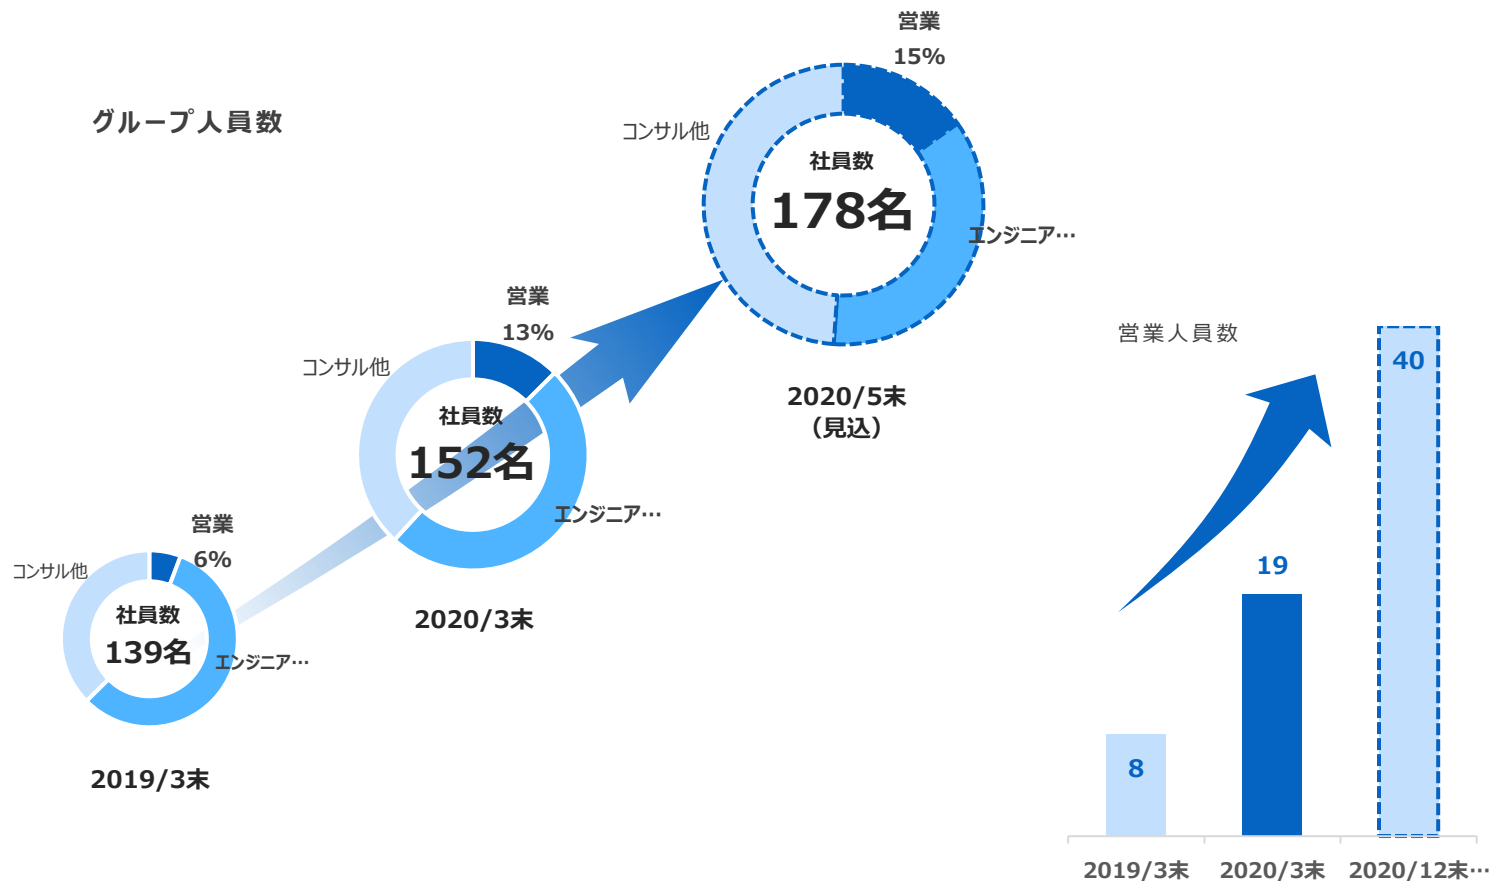 グループ人員数
営業
15%
コンサル他
社員数
178名
エンジニア…
2020/5末
（見込）
営業
13%
コンサル他
社員数
152名
エンジニア…
2020/3末
営業
6%
コンサル他
社員数
139名
エンジニア…
2019/3末
営業人員数
40
19
8
2019/3末
2020/3末
2020/12末…